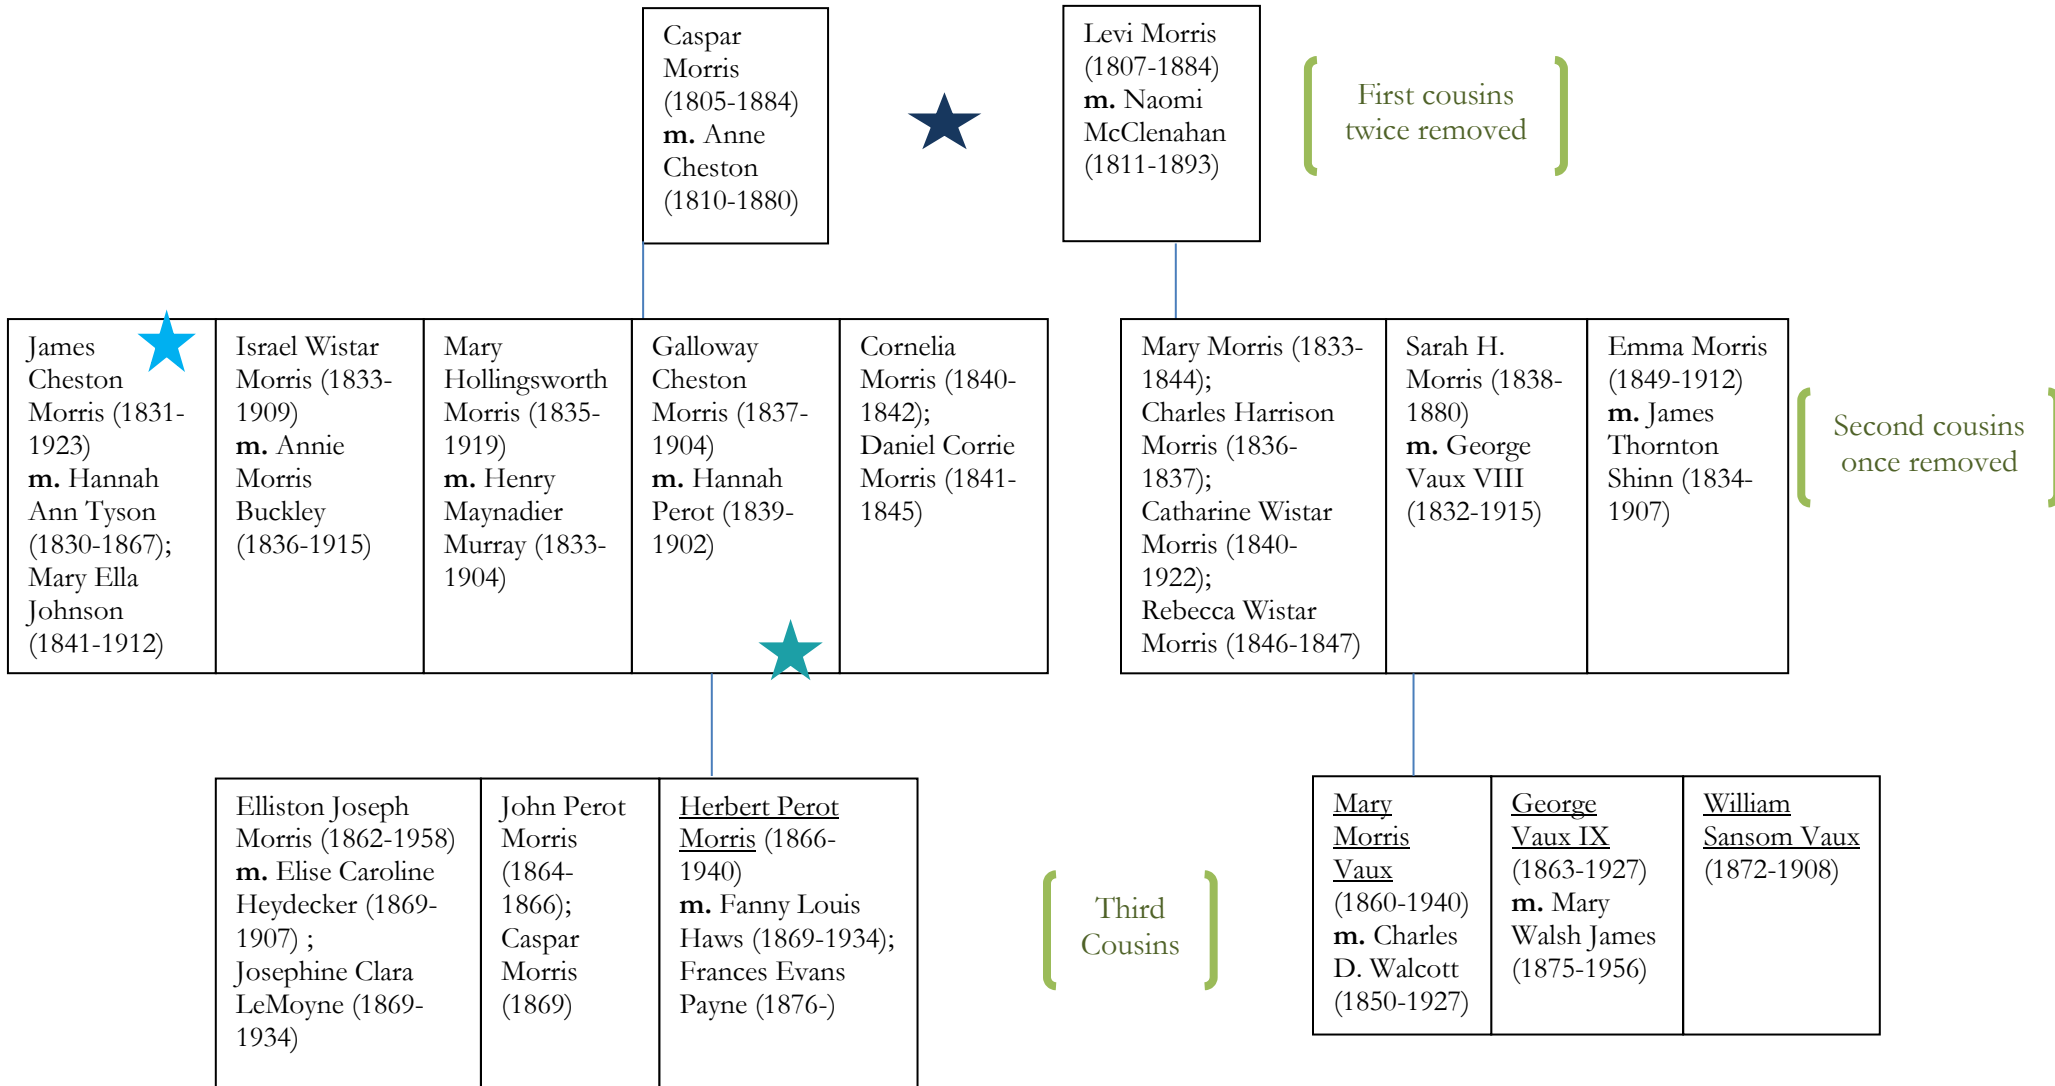 Caspar
Morris
(1805-1884)
m. Anne
Cheston
(1810-1880)
Levi Morris
(1807-1884)
m. Naomi
McClenahan
(1811-1893)
First cousins
twice removed
James
Cheston
Morris (1831-
1923)
m. Hannah
Ann Tyson
(1830-1867);
Mary Ella
Johnson
(1841-1912)
Israel Wistar
Morris (1833-
1909)
m. Annie
Morris
Buckley
(1836-1915)
Mary
Hollingsworth
Morris (1835-
1919)
m. Henry
Maynadier
Murray (1833-
1904)
Galloway
Cheston
Morris (1837-
1904)
m. Hannah
Perot (1839-
1902)
Cornelia
Morris (1840-
1842);
Daniel Corrie
Morris (1841-
1845)
Mary Morris (1833-
1844);
Charles Harrison
Morris (1836-
1837);
Catharine Wistar
Morris (1840-
1922);
Rebecca Wistar
Morris (1846-1847)
Sarah H.
Morris (1838-
1880)
m. George
Vaux VIII
(1832-1915)
Emma Morris
(1849-1912)
m. James
Thornton
Shinn (1834-
1907)
Second cousins
once removed
Elliston Joseph
Morris (1862-1958)
m. Elise Caroline
Heydecker (1869-
1907) ;
Josephine Clara
LeMoyne (1869-
1934)
John Perot
Morris
(1864-
1866);
Caspar
Morris
(1869)
Herbert Perot
Morris (1866-
1940)
m. Fanny Louis
Haws (1869-1934);
Frances Evans
Payne (1876-)
Third
Cousins
Mary
Morris
Vaux
(1860-1940)
m. Charles
D. Walcott
(1850-1927)
George
Vaux IX
(1863-1927)
m. Mary
Walsh James
(1875-1956)
William
Sansom Vaux
(1872-1908)